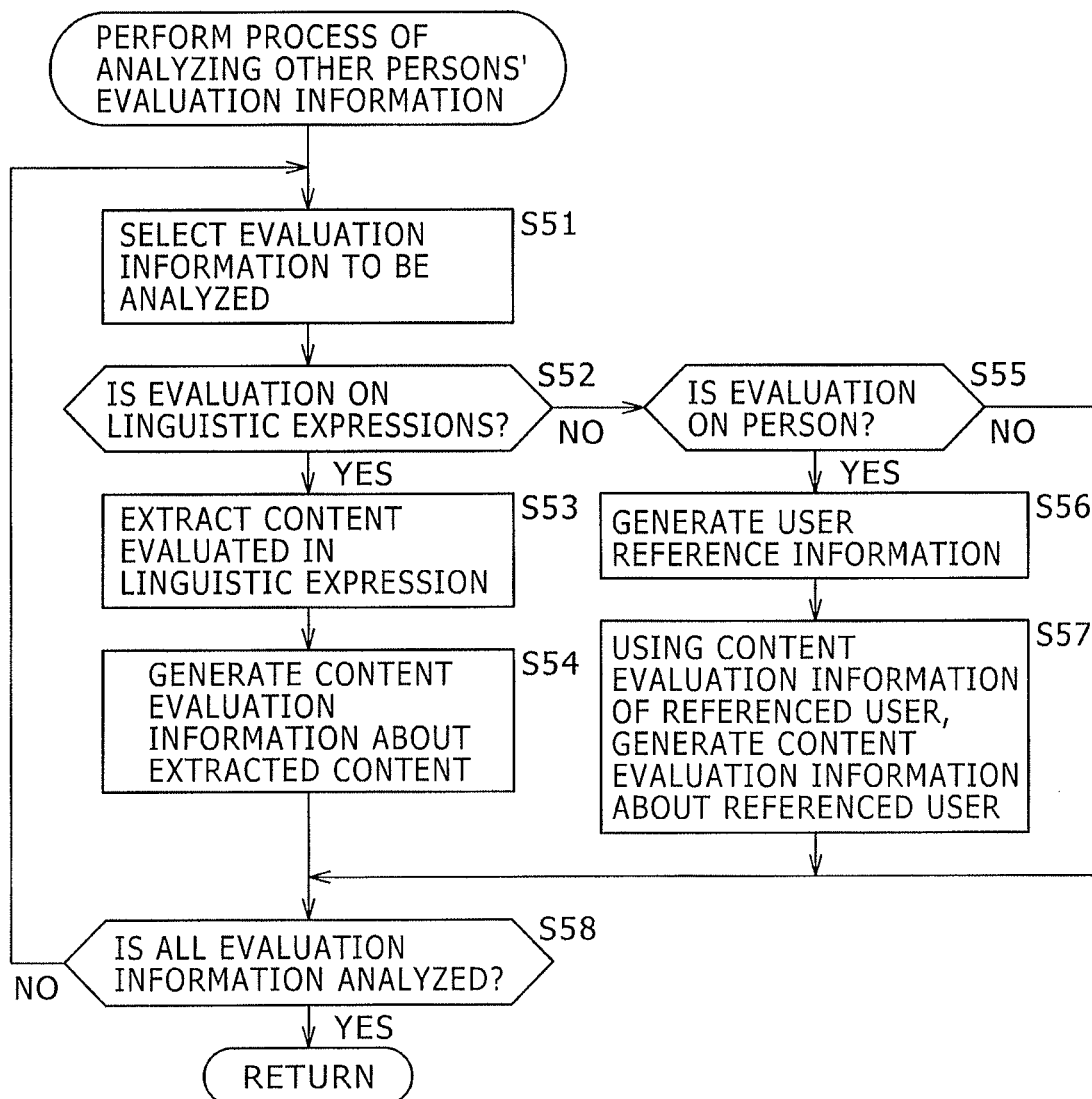 PERFORM PROCESS OF
ANALYZING OTHER PERSONS'
EVALUATION INFORMATION
S51
SELECT EVALUATION
INFORMATION TO BE
ANALYZED
S52
IS EVALUATION ON
LINGUISTIC EXPRESSIONS?
NO
YES
S53
EXTRACT CONTENT
EVALUATED IN
LINGUISTIC EXPRESSION
S54
GENERATE CONTENT
EVALUATION
INFORMATION ABOUT
EXTRACTED CONTENT
S55
IS EVALUATION
ON PERSON?
NO
YES
S56
GENERATE USER
REFERENCE INFORMATION
S57
USING CONTENT
EVALUATION INFORMATION
OF REFERENCED USER,
GENERATE CONTENT
EVALUATION INFORMATION
ABOUT REFERENCED USER
S58
IS ALL EVALUATION
INFORMATION ANALYZED?
NO
YES
RETURN